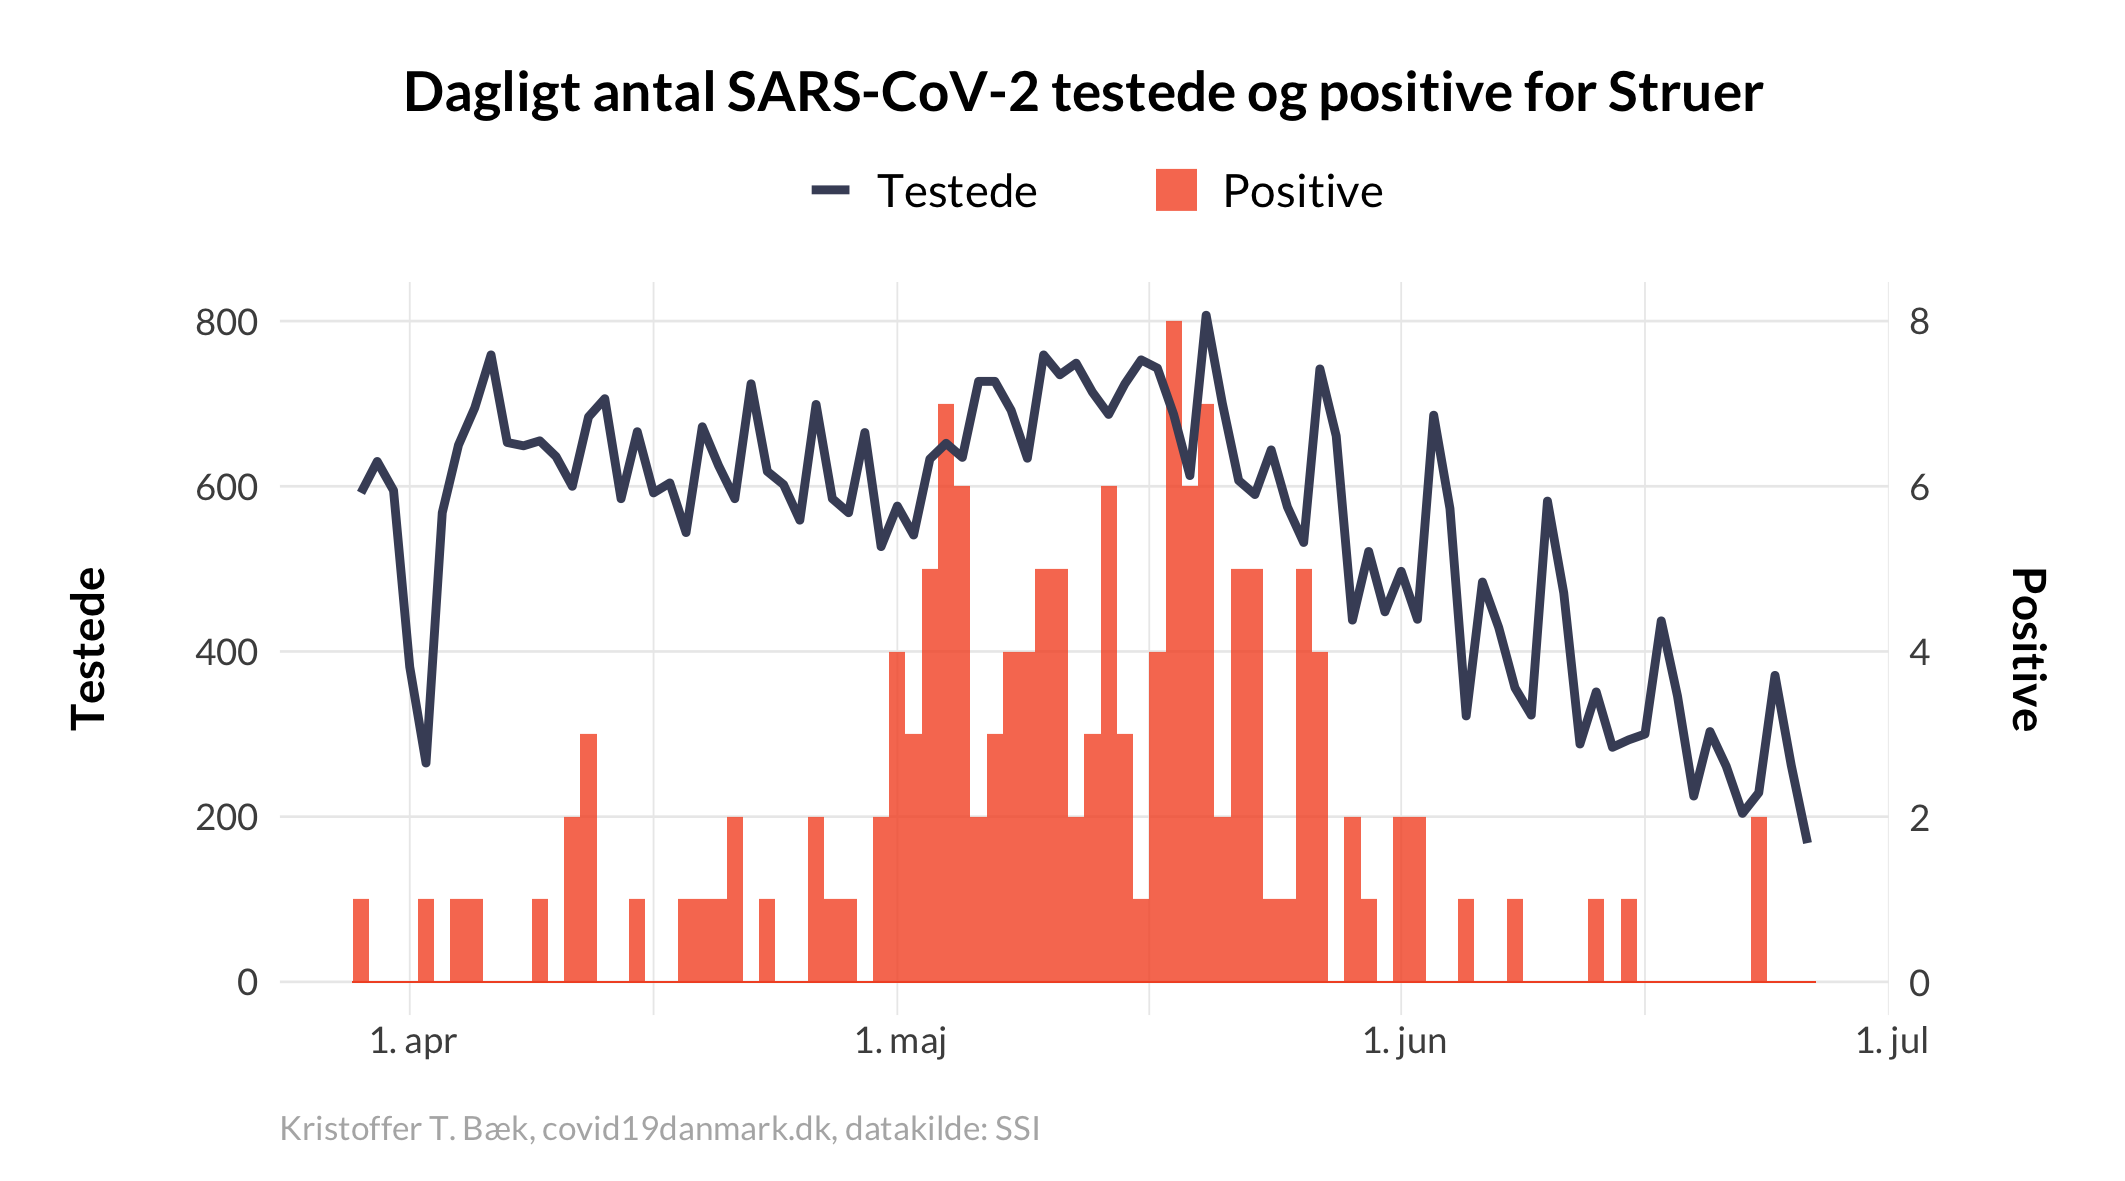 Dagligt antal SARS-CoV-2 testede og positive for Struer
Testede
Positive
800
600
400
200
0
8
6
4
2
0
Testede
Positive
1. apr
1. maj
1. jun
1. jul
Kristoffer T. Bæk, covid19danmark.dk, datakilde: SSI